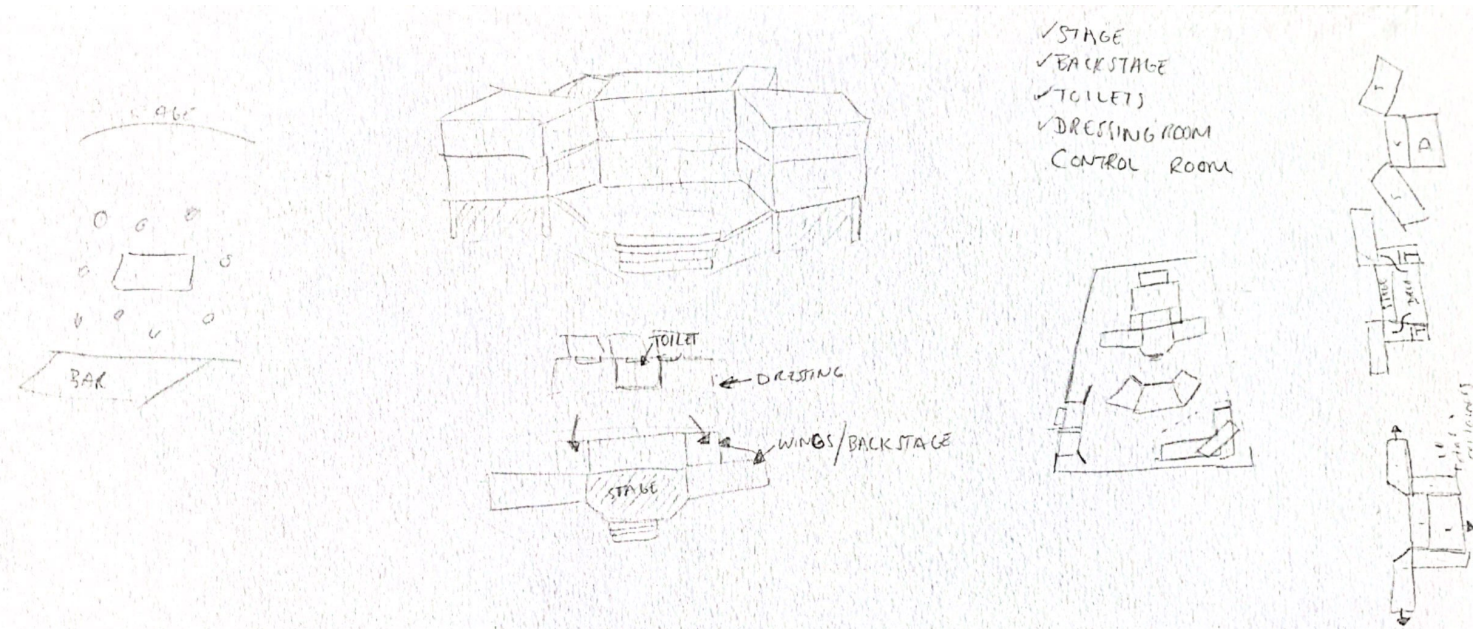 ✓STAGE
✓BACKSTAGE
✓TOILETS
✓DRESSING ROOM
CONTROL ROOM
BAR
TOILET
DRESSING
WINGS/BACKSTAGE
STAGE
A